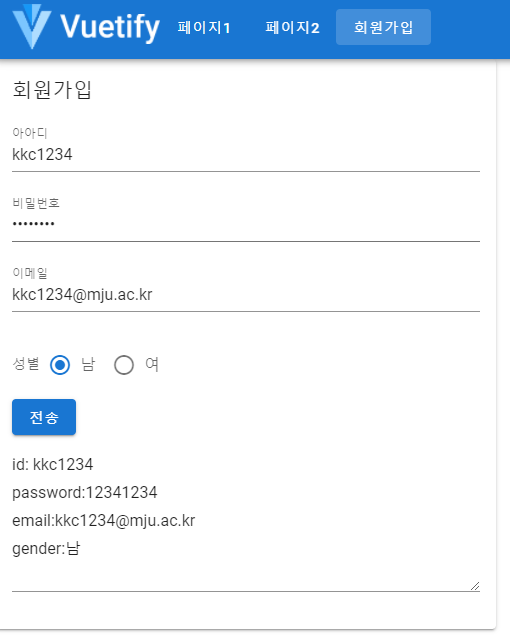 Vuetify 페이지1 페이지2 회원가입
회원가입
아아디
kkc1234
비밀번호
••••••••
이메일
kkc1234@mju.ac.kr
성별 남 여
전송
id: kkc1234
password:12341234
email:kkc1234@mju.ac.kr
gender:남